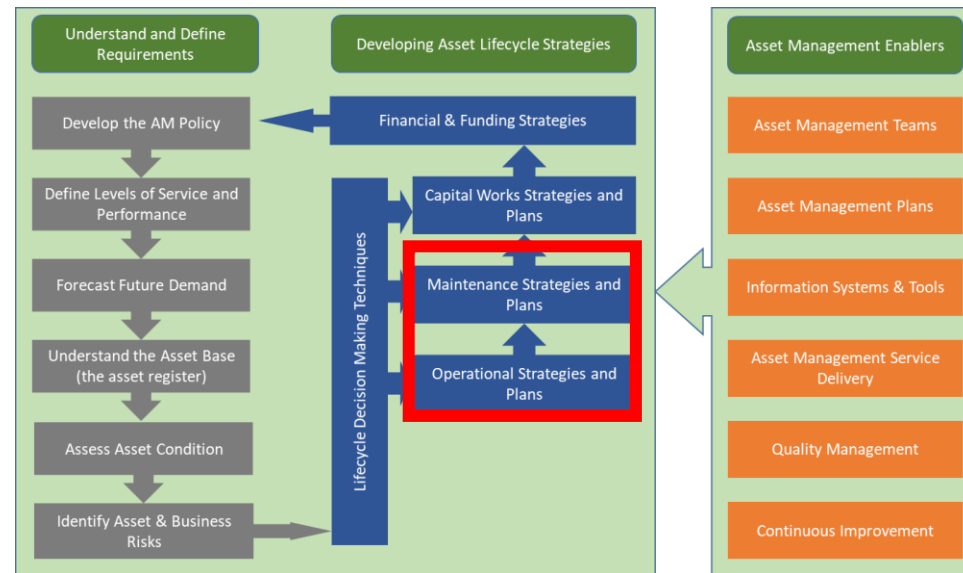 Understand and Define
Requirements
Develop the AM Policy
Define Levels of Service and
Performance
Forecast Future Demand
Understand the Asset Base
(the asset register)
Assess Asset Condition
Identify Asset & Business
Risks
Developing Asset Lifecycle Strategies
Financial & Funding Strategies
Capital Works Strategies and
Plans
Maintenance Strategies and
Plans
Operational Strategies and
Plans
Lifecycle Decision Making Techniques
Asset Management Enablers
Asset Management Teams
Asset Management Plans
Information Systems & Tools
Asset Management Service
Delivery
Quality Management
Continuous Improvement